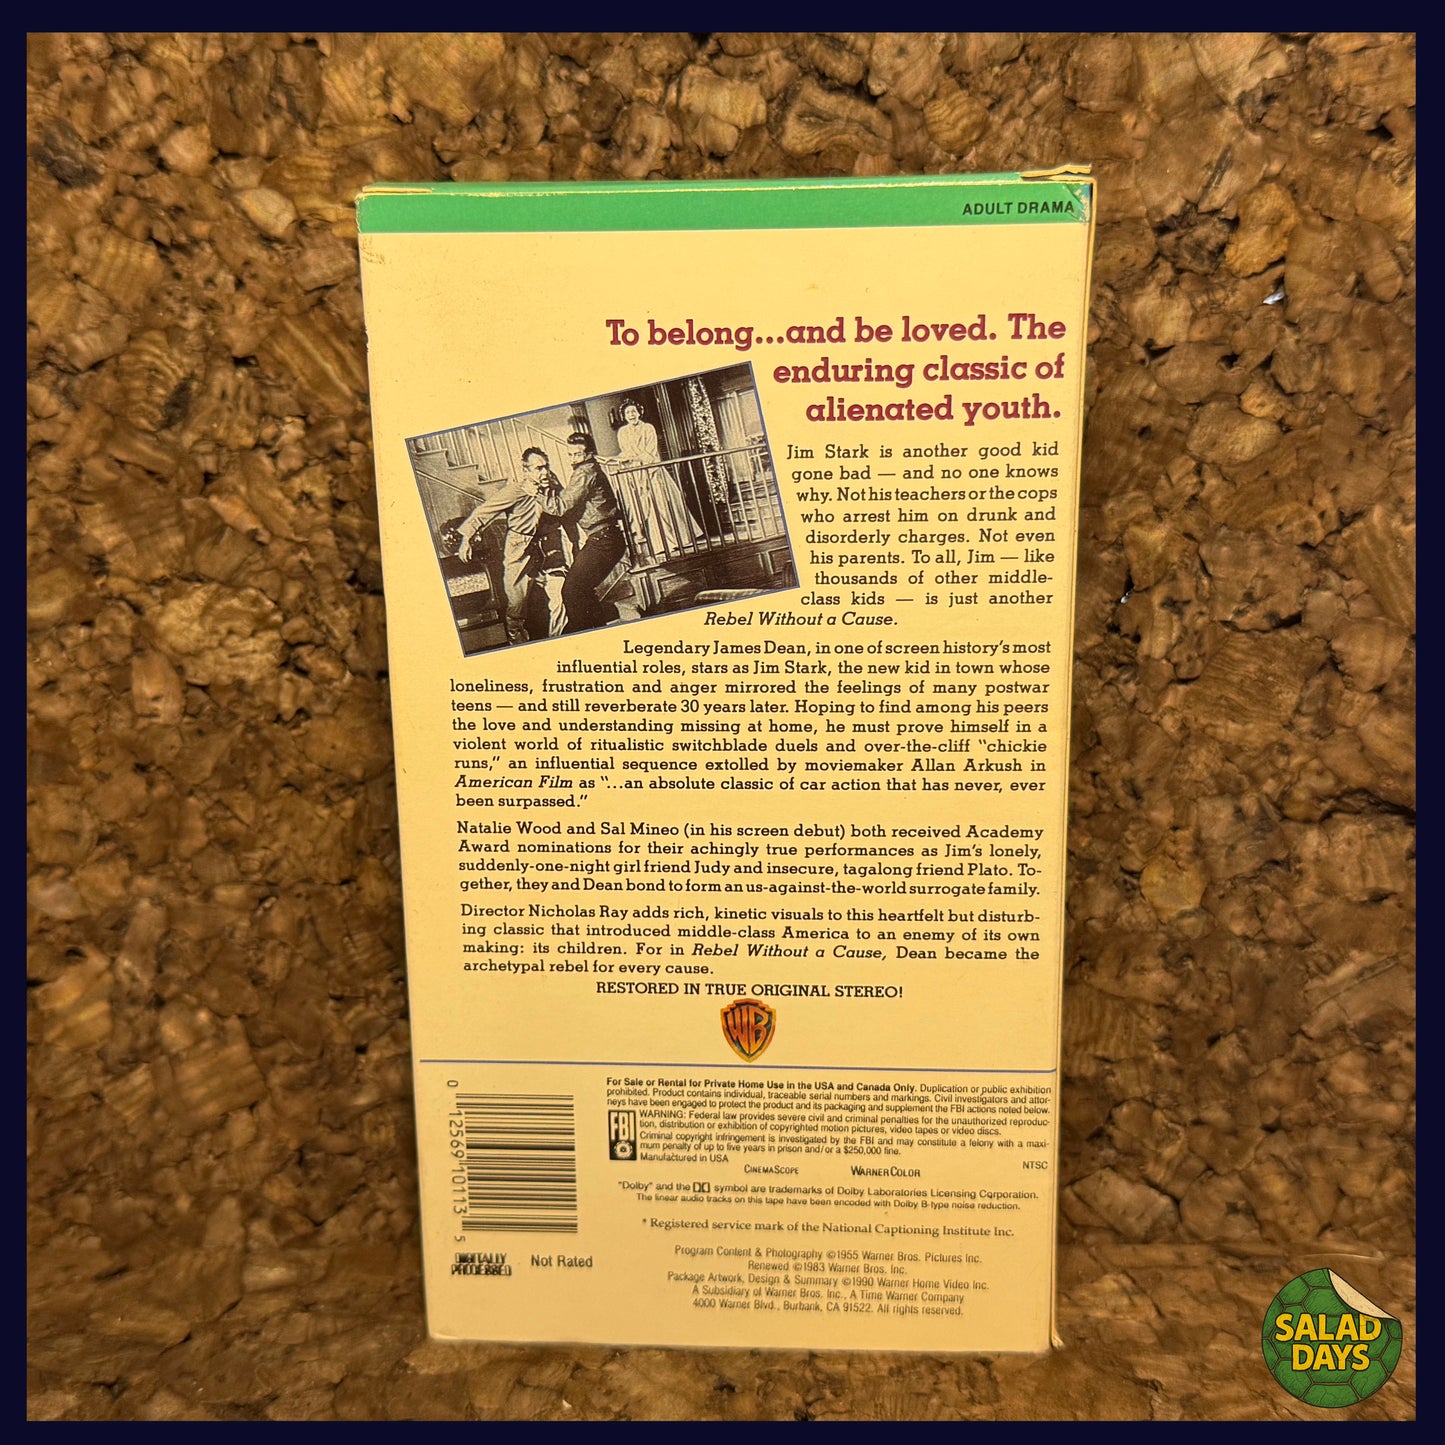 ADULT DRAMA
To belong...and be loved. The
enduring classic of
alienated youth.
Jim Stark is another good kid
gone bad — and no one knows
why. Not his teachers or the cops
who arrest him on drunk and
disorderly charges. Not even
his parents. To all, Jim — like
thousands of other middle-
class kids — is just another
Rebel Without a Cause.
Legendary James Dean, in one of screen history's most
influential roles, stars as Jim Stark, the new kid in town whose
loneliness, frustration and anger mirrored the feelings of many postwar
teens — and still reverberate 30 years later. Hoping to find among his peers
the love and understanding missing at home, he must prove himself in a
violent world of ritualistic switchblade duels and over-the-cliff "chickie
runs," an influential sequence extolled by moviemaker Allan Arkush in
American Film as "...an absolute classic of car action that has never, ever
been surpassed."
Natalie Wood and Sal Mineo (in his screen debut) both received Academy
Award nominations for their achingly true performances as Jim's lonely,
suddenly-one-night girl friend Judy and insecure, tagalong friend Plato. To-
gether, they and Dean bond to form an us-against-the-world surrogate family.
Director Nicholas Ray adds rich, kinetic visuals to this heartfelt but disturb-
ing classic that introduced middle-class America to an enemy of its own
making: its children. For in Rebel Without a Cause, Dean became the
archetypal rebel for every cause.
RESTORED IN TRUE ORIGINAL STEREO!
WB
For Sale or Rental for Private Home Use in the USA and Canada Only. Duplication or public exhibition
prohibited. Product contains individual, traceable serial numbers and markings. Civil investigators and attor-
neys have been engaged to protect the product and its packaging and supplement the FBI actions noted below.
FBI
WARNING: Federal law provides severe civil and criminal penalties for the unauthorized reproduc-
tion, distribution or exhibition of copyrighted motion pictures, video tapes or video discs.
Criminal copyright infringement is investigated by the FBI and may constitute a felony with a maxi-
mum penalty of up to five years in prison and/or a $250,000 fine.
Manufactured in USA
CINEMASCOPE WARNERCOLOR NTSC
"Dolby" and the symbol are trademarks of Dolby Laboratories Licensing Corporation.
The linear audio tracks on this tape have been encoded with Dolby B-type noise reduction.
* Registered service mark of the National Captioning Institute Inc.
0 12569 10113 5
DIGITALLY
PROCESSED
Not Rated
Program Content & Photography ©1955 Warner Bros. Pictures Inc.
Renewed ©1983 Warner Bros. Inc.
Package Artwork, Design & Summary ©1990 Warner Home Video Inc.
A Subsidiary of Warner Bros. Inc., A Time Warner Company
4000 Warner Blvd., Burbank, CA 91522. All rights reserved.
SALAD
DAYS